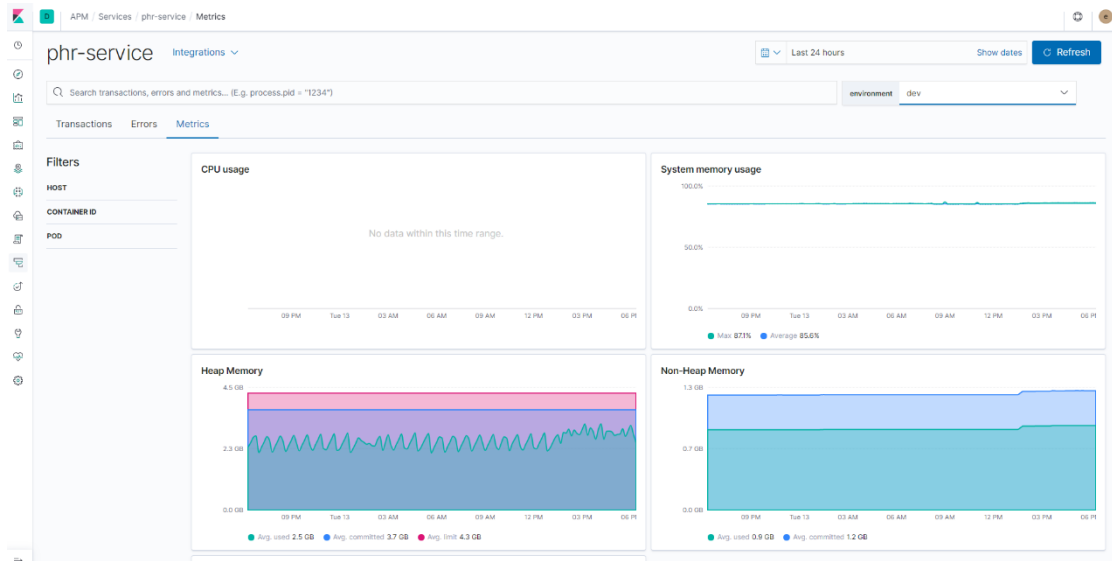 D APM / Services / phr-service / Metrics e
phr-service Integrations Last 24 hours Show dates Refresh
Search transactions, errors and metrics... (E.g. process.pid = "1234") environment dev
Transactions Errors Metrics
Filters
HOST
CONTAINER ID
POD
CPU usage
No data within this time range.
09 PM Tue 13 03 AM 06 AM 09 AM 12 PM 03 PM 06 PM
System memory usage
100.0%
50.0%
0.0%
09 PM Tue 13 03 AM 06 AM 09 AM 12 PM 03 PM 06 PM
Max 87.1% Average 85.6%
Heap Memory
4.5 GB
2.3 GB
0.0 GB
09 PM Tue 13 03 AM 06 AM 09 AM 12 PM 03 PM 06 PM
Avg. used 2.5 GB Avg. committed 3.7 GB Avg. limit 4.3 GB
Non-Heap Memory
1.3 GB
0.7 GB
0.0 GB
09 PM Tue 13 03 AM 06 AM 09 AM 12 PM 03 PM 06 PM
Avg. used 0.9 GB Avg. committed 1.2 GB